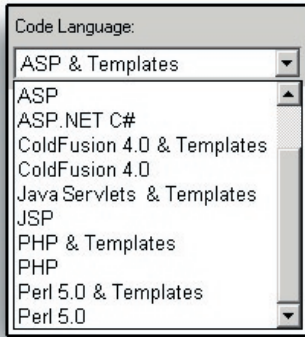 Code Language:
ASP & Templates
ASP
ASP.NET C#
ColdFusion 4.0 & Templates
ColdFusion 4.0
Java Servlets & Templates
JSP
PHP & Templates
PHP
Perl 5.0 & Templates
Perl 5.0